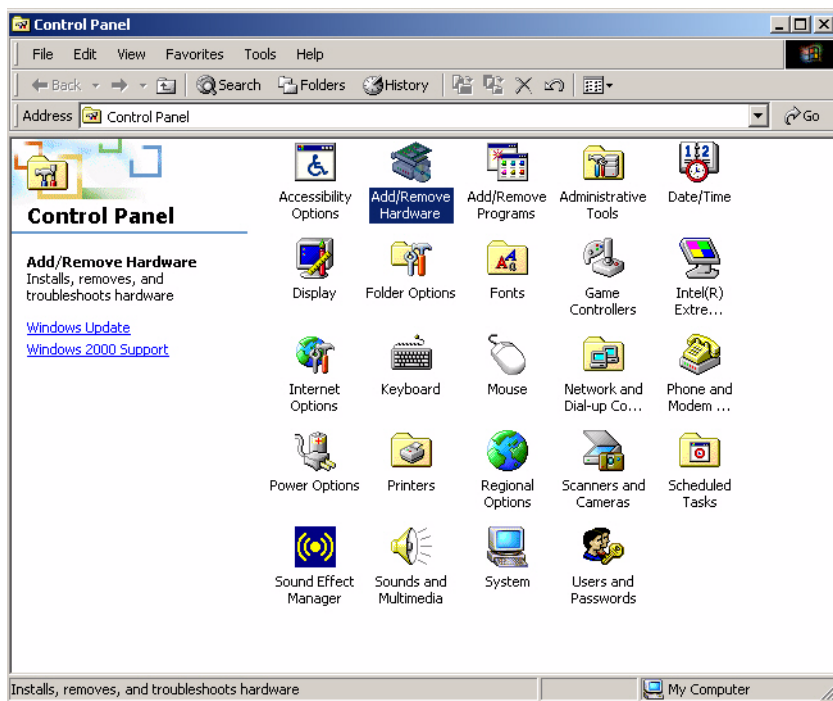 Control Panel
File Edit View Favorites Tools Help
Back Search Folders History
Address Control Panel Go
Control Panel
Add/Remove Hardware
Installs, removes, and
troubleshoots hardware
Windows Update
Windows 2000 Support
Accessibility
Options
Add/Remove
Hardware
Add/Remove
Programs
Administrative
Tools
Date/Time
Display
Folder Options
Fonts
Game
Controllers
Intel(R)
Extre...
Internet
Options
Keyboard
Mouse
Network and
Dial-up Co...
Phone and
Modem ...
Power Options
Printers
Regional
Options
Scanners and
Cameras
Scheduled
Tasks
Sound Effect
Manager
Sounds and
Multimedia
System
Users and
Passwords
Installs, removes, and troubleshoots hardware
My Computer